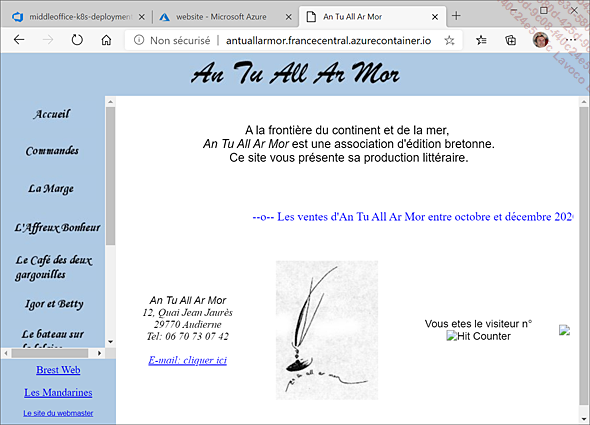 middleoffice-k8s-deployment
website - Microsoft Azure
An Tu All Ar Mor
Non sécurisé
antuallarmor.francecentral.azurecontainer.io
An Tu All Ar Mor
Accueil
Commandes
La Marge
L'Affreux Bonheur
Le Café des deux
gargouilles
Igor et Betty
Le bateau sur
Brest Web
Les Mandarines
Le site du webmaster
A la frontière du continent et de la mer,
An Tu All Ar Mor est une association d'édition bretonne.
Ce site vous présente sa production littéraire.
--o-- Les ventes d'An Tu All Ar Mor entre octobre et décembre 202
An Tu All Ar Mor
12, Quai Jean Jaurès
29770 Audierne
Tel: 06 70 73 07 42
E-mail: cliquer ici
an tu all ar mor
Vous etes le visiteur n°
Hit Counter